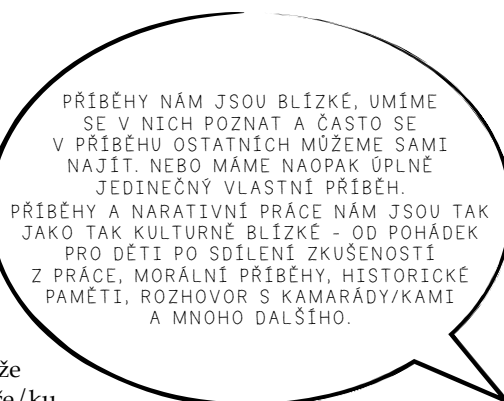 PŘÍBĚHY NÁM JSOU BLÍZKÉ, UMÍME
SE V NICH POZNAT A ČASTO SE
V PŘÍBĚHU OSTATNÍCH MŮŽEME SAMI
NAJÍT. NEBO MÁME NAOPAK ÚPLNĚ
JEDINEČNÝ VLASTNÍ PŘÍBĚH.
PŘÍBĚHY A NARATIVNÍ PRÁCE NÁM JSOU TAK
JAKO TAK KULTURNĚ BLÍZKÉ - OD POHÁDEK
PRO DĚTI PO SDÍLENÍ ZKUŠENOSTÍ
Z PRÁCE, MORÁLNÍ PŘÍBĚHY, HISTORICKÉ
PAMĚTI, ROZHOVOR S KAMARÁDY/KAMI
A MNOHO DALŠÍHO.
že